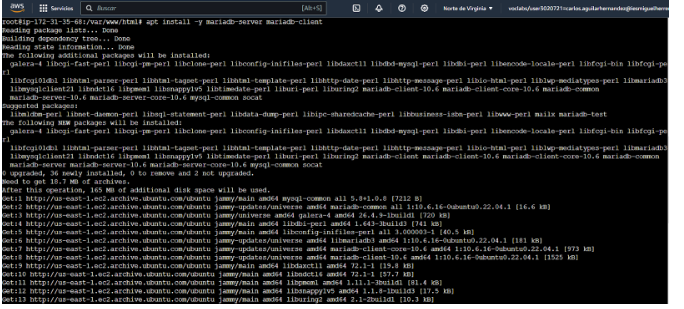 aws Servicios Buscar [Alt+S] Norte de Virginia voclabs/user3020721=carlos.aguilarhernandez@iesmiguelherre
root@ip-172-31-35-68:/var/www/html# apt install -y mariadb-server mariadb-client
Reading package lists... Done
Building dependency tree... Done
Reading state information... Done
The following additional packages will be installed:
galera-4 libcgi-fast-perl libcgi-pm-perl libclone-perl libconfig-inifiles-perl libdaxctl1 libdbd-mysql-perl libdbi-perl libencode-locale-perl libfcgi-bin libfcgi-pe
rl
libfcgi0ldbl libhtml-parser-perl libhtml-tagset-perl libhtml-template-perl libhttp-date-perl libhttp-message-perl libio-html-perl liblwp-mediatypes-perl libmariadb3
libmysqlclient21 libndctl6 libpmem1 libsnappy1v5 libtimedate-perl liburi-perl liburing2 mariadb-client-10.6 mariadb-client-core-10.6 mariadb-common
mariadb-server-10.6 mariadb-server-core-10.6 mysql-common socat
Suggested packages:
libmldbm-perl libnet-daemon-perl libsql-statement-perl libdata-dump-perl libipc-sharedcache-perl libbusiness-isbn-perl libwww-perl mailx mariadb-test
The following NEW packages will be installed:
galera-4 libcgi-fast-perl libcgi-pm-perl libclone-perl libconfig-inifiles-perl libdaxctl1 libdbd-mysql-perl libdbi-perl libencode-locale-perl libfcgi-bin libfcgi-pe
rl
libfcgi0ldbl libhtml-parser-perl libhtml-tagset-perl libhtml-template-perl libhttp-date-perl libhttp-message-perl libio-html-perl liblwp-mediatypes-perl libmariadb3
libmysqlclient21 libndctl6 libpmem1 libsnappy1v5 libtimedate-perl liburi-perl liburing2 mariadb-client mariadb-client-10.6 mariadb-client-core-10.6 mariadb-common
mariadb-server mariadb-server-10.6 mariadb-server-core-10.6 mysql-common socat
0 upgraded, 36 newly installed, 0 to remove and 2 not upgraded.
Need to get 18.7 MB of archives.
After this operation, 165 MB of additional disk space will be used.
Get:1 http://us-east-1.ec2.archive.ubuntu.com/ubuntu jammy/main amd64 mysql-common all 5.8+1.0.8 [7212 B]
Get:2 http://us-east-1.ec2.archive.ubuntu.com/ubuntu jammy-updates/universe amd64 mariadb-common all 1:10.6.16-0ubuntu0.22.04.1 [16.6 kB]
Get:3 http://us-east-1.ec2.archive.ubuntu.com/ubuntu jammy/universe amd64 galera-4 amd64 26.4.9-1build1 [720 kB]
Get:4 http://us-east-1.ec2.archive.ubuntu.com/ubuntu jammy/main amd64 libdbi-perl amd64 1.643-3build3 [741 kB]
Get:5 http://us-east-1.ec2.archive.ubuntu.com/ubuntu jammy/main amd64 libconfig-inifiles-perl all 3.000003-1 [40.5 kB]
Get:6 http://us-east-1.ec2.archive.ubuntu.com/ubuntu jammy-updates/universe amd64 libmariadb3 amd64 1:10.6.16-0ubuntu0.22.04.1 [181 kB]
Get:7 http://us-east-1.ec2.archive.ubuntu.com/ubuntu jammy-updates/universe amd64 mariadb-client-core-10.6 amd64 1:10.6.16-0ubuntu0.22.04.1 [973 kB]
Get:8 http://us-east-1.ec2.archive.ubuntu.com/ubuntu jammy-updates/universe amd64 mariadb-client-10.6 amd64 1:10.6.16-0ubuntu0.22.04.1 [1525 kB]
Get:9 http://us-east-1.ec2.archive.ubuntu.com/ubuntu jammy/main amd64 libdaxctl1 amd64 72.1-1 [19.8 kB]
Get:10 http://us-east-1.ec2.archive.ubuntu.com/ubuntu jammy/main amd64 libndctl6 amd64 72.1-1 [57.7 kB]
Get:11 http://us-east-1.ec2.archive.ubuntu.com/ubuntu jammy/main amd64 libpmem1 amd64 1.11.1-3build1 [81.4 kB]
Get:12 http://us-east-1.ec2.archive.ubuntu.com/ubuntu jammy/main amd64 libsnappy1v5 amd64 1.1.8-1build3 [17.5 kB]
Get:13 http://us-east-1.ec2.archive.ubuntu.com/ubuntu jammy/main amd64 liburing2 amd64 2.1-2build1 [10.3 kB]